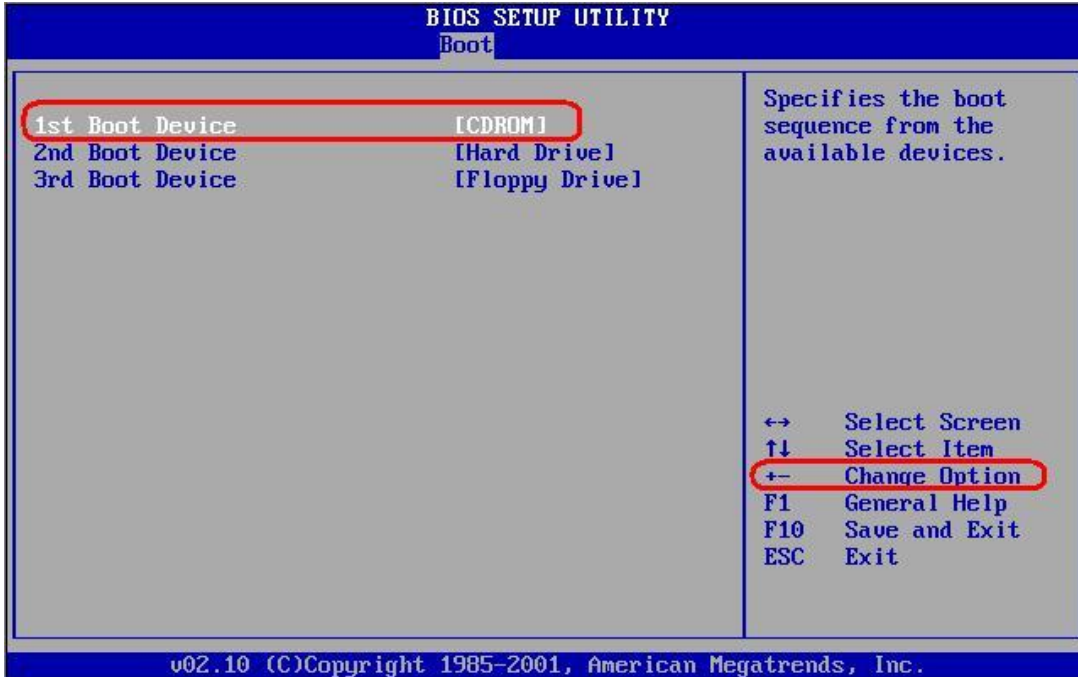 BIOS SETUP UTILITY
Boot
1st Boot Device [CDROM]
2nd Boot Device [Hard Drive]
3rd Boot Device [Floppy Drive]
Specifies the boot
sequence from the
available devices.
←→ Select Screen
↑↓ Select Item
+- Change Option
F1 General Help
F10 Save and Exit
ESC Exit
v02.10 (C)Copyright 1985-2001, American Megatrends, Inc.